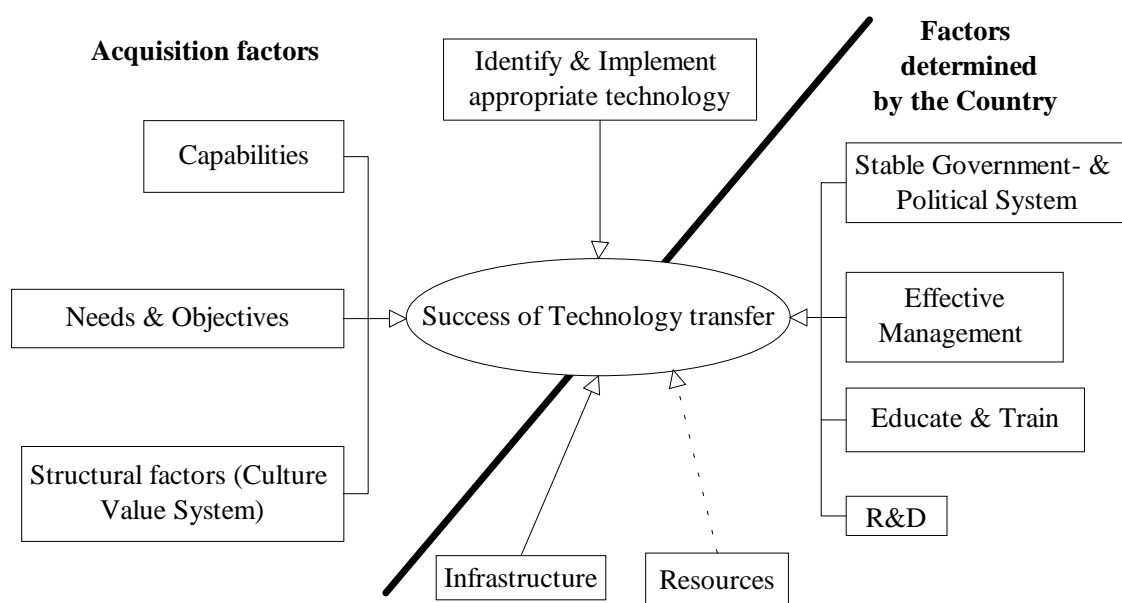 Acquisition factors
Identify & Implement
appropriate technology
Factors
determined
by the Country
Capabilities
Stable Government- &
Political System
Needs & Objectives
Success of Technology transfer
Effective
Management
Educate & Train
Structural factors (Culture
Value System)
R&D
Infrastructure
Resources